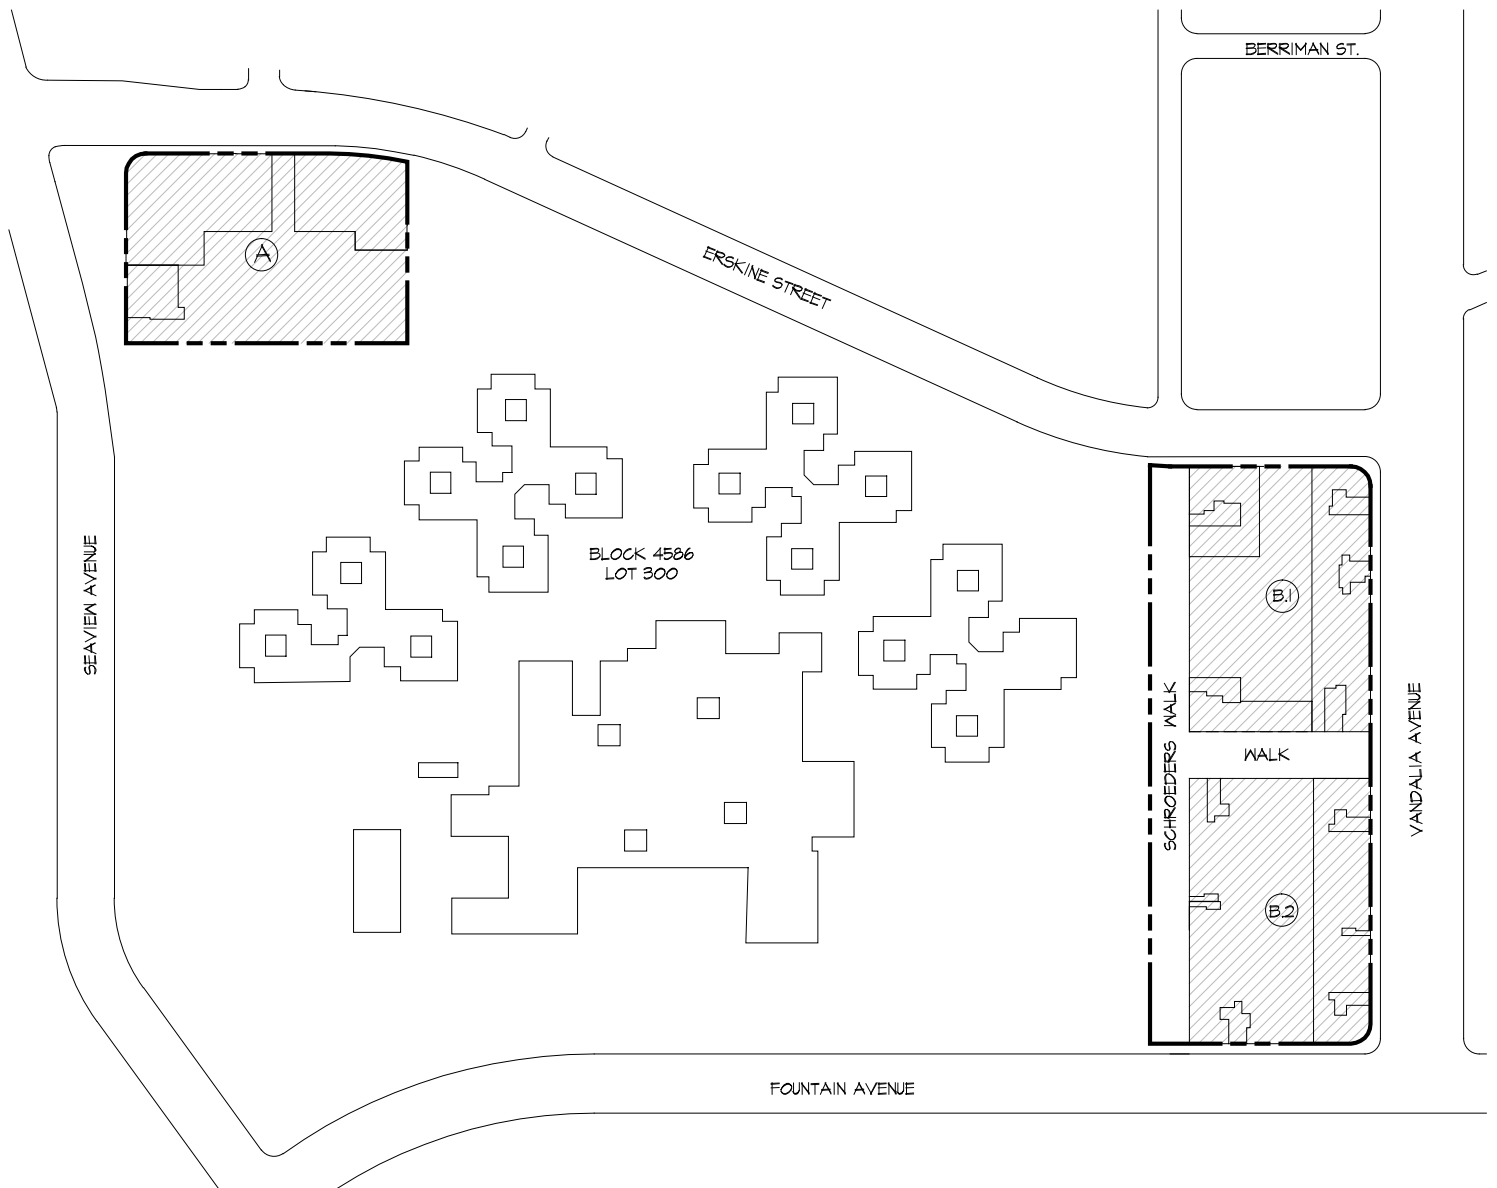 BERRIMAN ST.
A
ERSKINE STREET
BLOCK 4586
LOT 300
SEAVIEW AVENUE
B.1
SCHROEDERS WALK
WALK
VANDALIA AVENUE
B.2
FOUNTAIN AVENUE